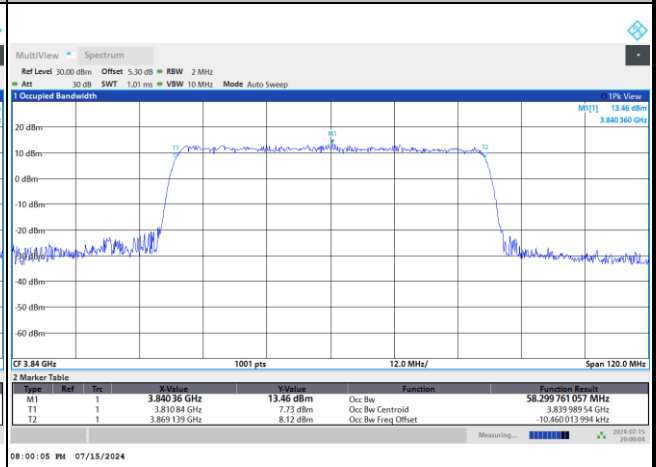 MultiView Spectrum
Ref Level 30.00 dBm Offset 5.30 dB RBW 2 MHz
Att 30 dB SWT 1.01 ms VBW 10 MHz Mode Auto Sweep
1 Occupied Bandwidth 1Pk View
M1[1] 13.46 dBm
3.840 360 GHz
20 dBm
M1
T1 T2
10 dBm
0 dBm
-10 dBm
-20 dBm
-30 dBm
-40 dBm
-50 dBm
-60 dBm
CF 3.84 GHz 1001 pts 12.0 MHz/ Span 120.0 MHz
2 Marker Table
Type Ref Trc X-Value Y-Value Function Function Result
M1 1 3.840 36 GHz 13.46 dBm Occ Bw 58.299 761 057 MHz
T1 1 3.810 84 GHz 7.73 dBm Occ Bw Centroid 3.839 989 54 GHz
T2 1 3.869 139 GHz 8.12 dBm Occ Bw Freq Offset -10.460 013 994 kHz
Measuring... 2024-07-15
20:00:04
08:00:05 PM 07/15/2024